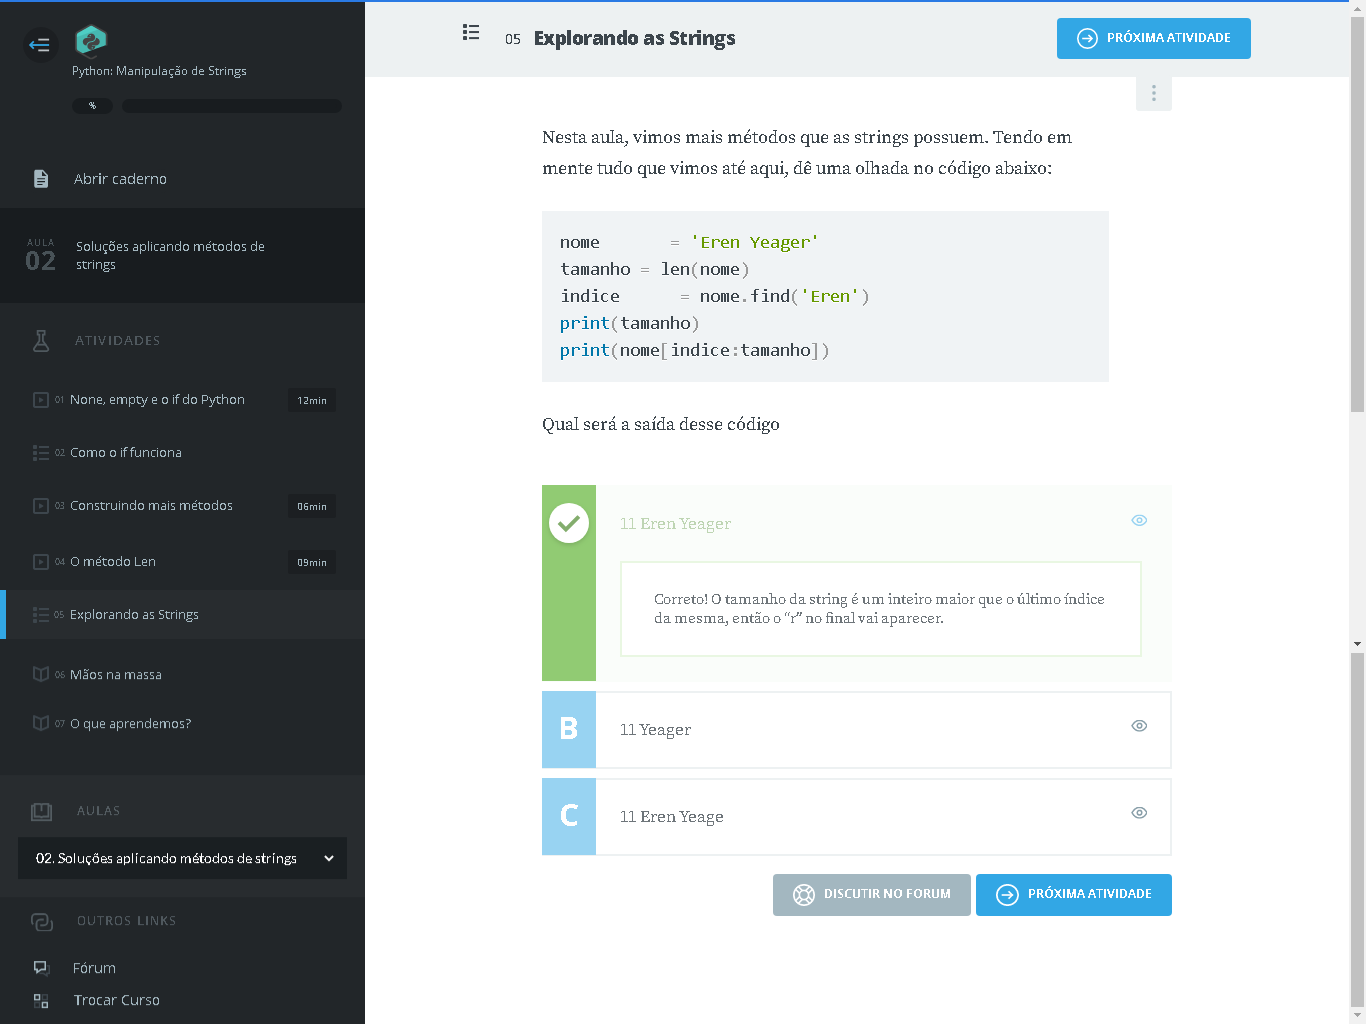 Python: Manipulação de Strings
%
Abrir caderno
AULA
02
Soluções aplicando métodos de
strings
ATIVIDADES
01 None, empty e o if do Python 12min
02 Como o if funciona
03 Construindo mais métodos 06min
04 O método Len 09min
05 Explorando as Strings
06 Mãos na massa
07 O que aprendemos?
AULAS
02. Soluções aplicando métodos de strings
OUTROS LINKS
Fórum
Trocar Curso
05 Explorando as Strings
PRÓXIMA ATIVIDADE
Nesta aula, vimos mais métodos que as strings possuem. Tendo em
mente tudo que vimos até aqui, dê uma olhada no código abaixo:
nome       = 'Eren Yeager'
tamanho = len(nome)
indice      = nome.find('Eren')
print(tamanho)
print(nome[indice:tamanho])
Qual será a saída desse código
11 Eren Yeager
Correto! O tamanho da string é um inteiro maior que o último índice
da mesma, então o “r” no final vai aparecer.
B 11 Yeager
C 11 Eren Yeage
DISCUTIR NO FORUM
PRÓXIMA ATIVIDADE